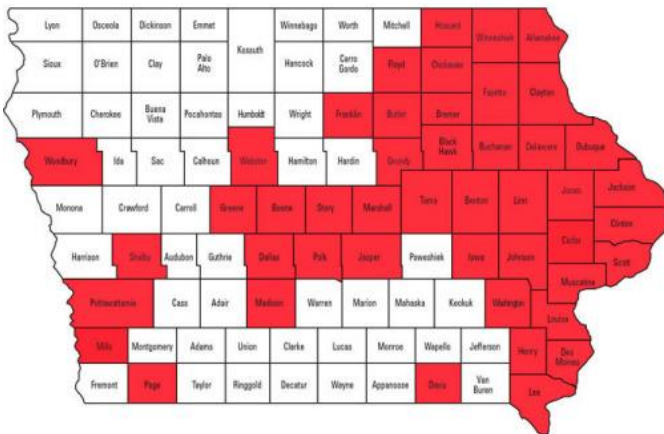 Lyon Osceola Dickinson Emmet Winnebago Worth Mitchell Howard Winneshiek Allamakee
Kossuth
Sioux O'Brien Clay Palo Alto Hancock Cerro Gordo Floyd Chickasaw
Fayette Clayton
Plymouth Cherokee Buena Vista Pocahontas Humboldt Wright Franklin Butler Bremer
Woodbury Ida Sac Calhoun Webster Hamilton Hardin Grundy Black Hawk Buchanan Delaware Dubuque
Monona Crawford Carroll Greene Boone Story Marshall Tama Benton Linn Jones Jackson
Clinton
Harrison Shelby Audubon Guthrie Dallas Polk Jasper Poweshiek Iowa Johnson Cedar Scott
Muscatine
Pottawattamie Cass Adair Madison Warren Marion Mahaska Keokuk Washington Louisa
Mills Montgomery Adams Union Clarke Lucas Monroe Wapello Jefferson Henry Des Moines
Fremont Page Taylor Ringgold Decatur Wayne Appanoose Davis Van Buren Lee